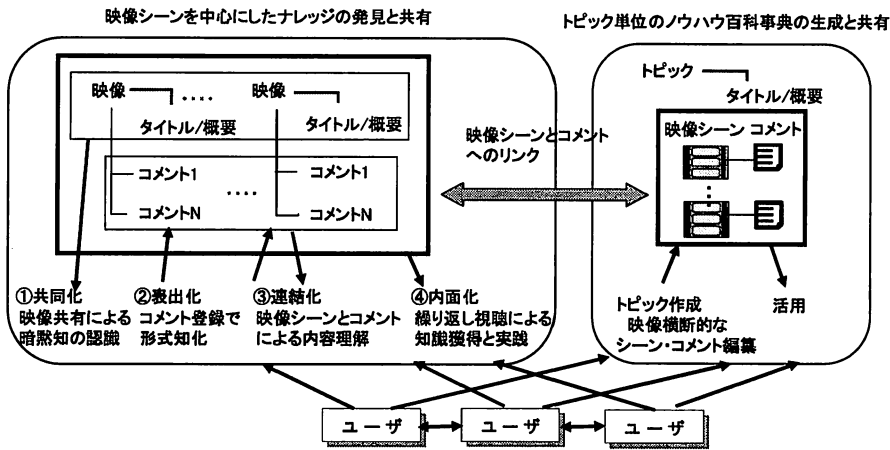 映像シーンを中心にしたナレッジの発見と共有
トピック単位のノウハウ百科事典の生成と共有
映像
‥‥
映像
タイトル/概要
タイトル/概要
コメント1
‥‥
コメント1
コメントN
コメントN
①共同化
映像共有による
暗黙知の認識
②表出化
コメント登録で
形式知化
③連結化
映像シーンとコメント
による内容理解
④内面化
繰り返し視聴による
知識獲得と実践
映像シーンとコメント
へのリンク
トピック
タイトル/概要
映像シーン コメント
トピック作成
映像横断的な
シーン・コメント編集
活用
ユーザ
ユーザ
ユーザ